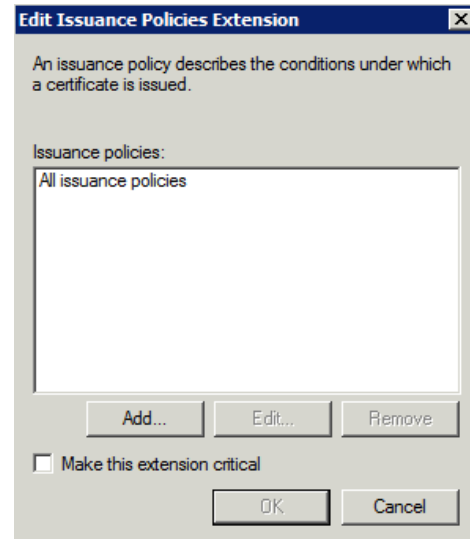 Edit Issuance Policies Extension
An issuance policy describes the conditions under which
a certificate is issued.
Issuance policies:
All issuance policies
Add... Edit... Remove
Make this extension critical
OK Cancel